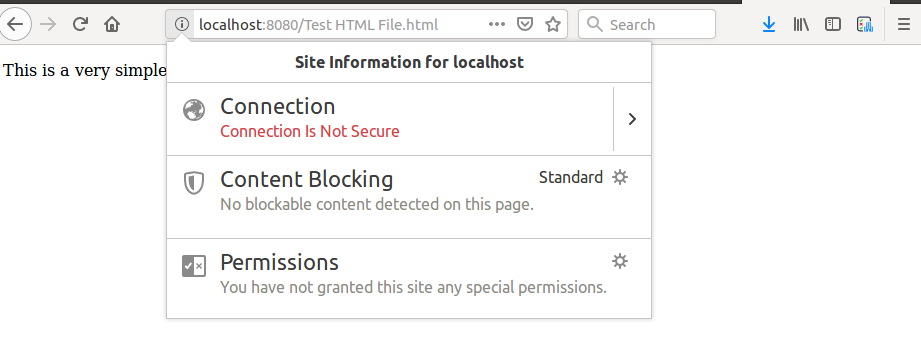 localhost:8080/Test HTML File.html
Search
This is a very simple
Site Information for localhost
Connection
Connection Is Not Secure
Content Blocking
Standard
No blockable content detected on this page.
Permissions
You have not granted this site any special permissions.